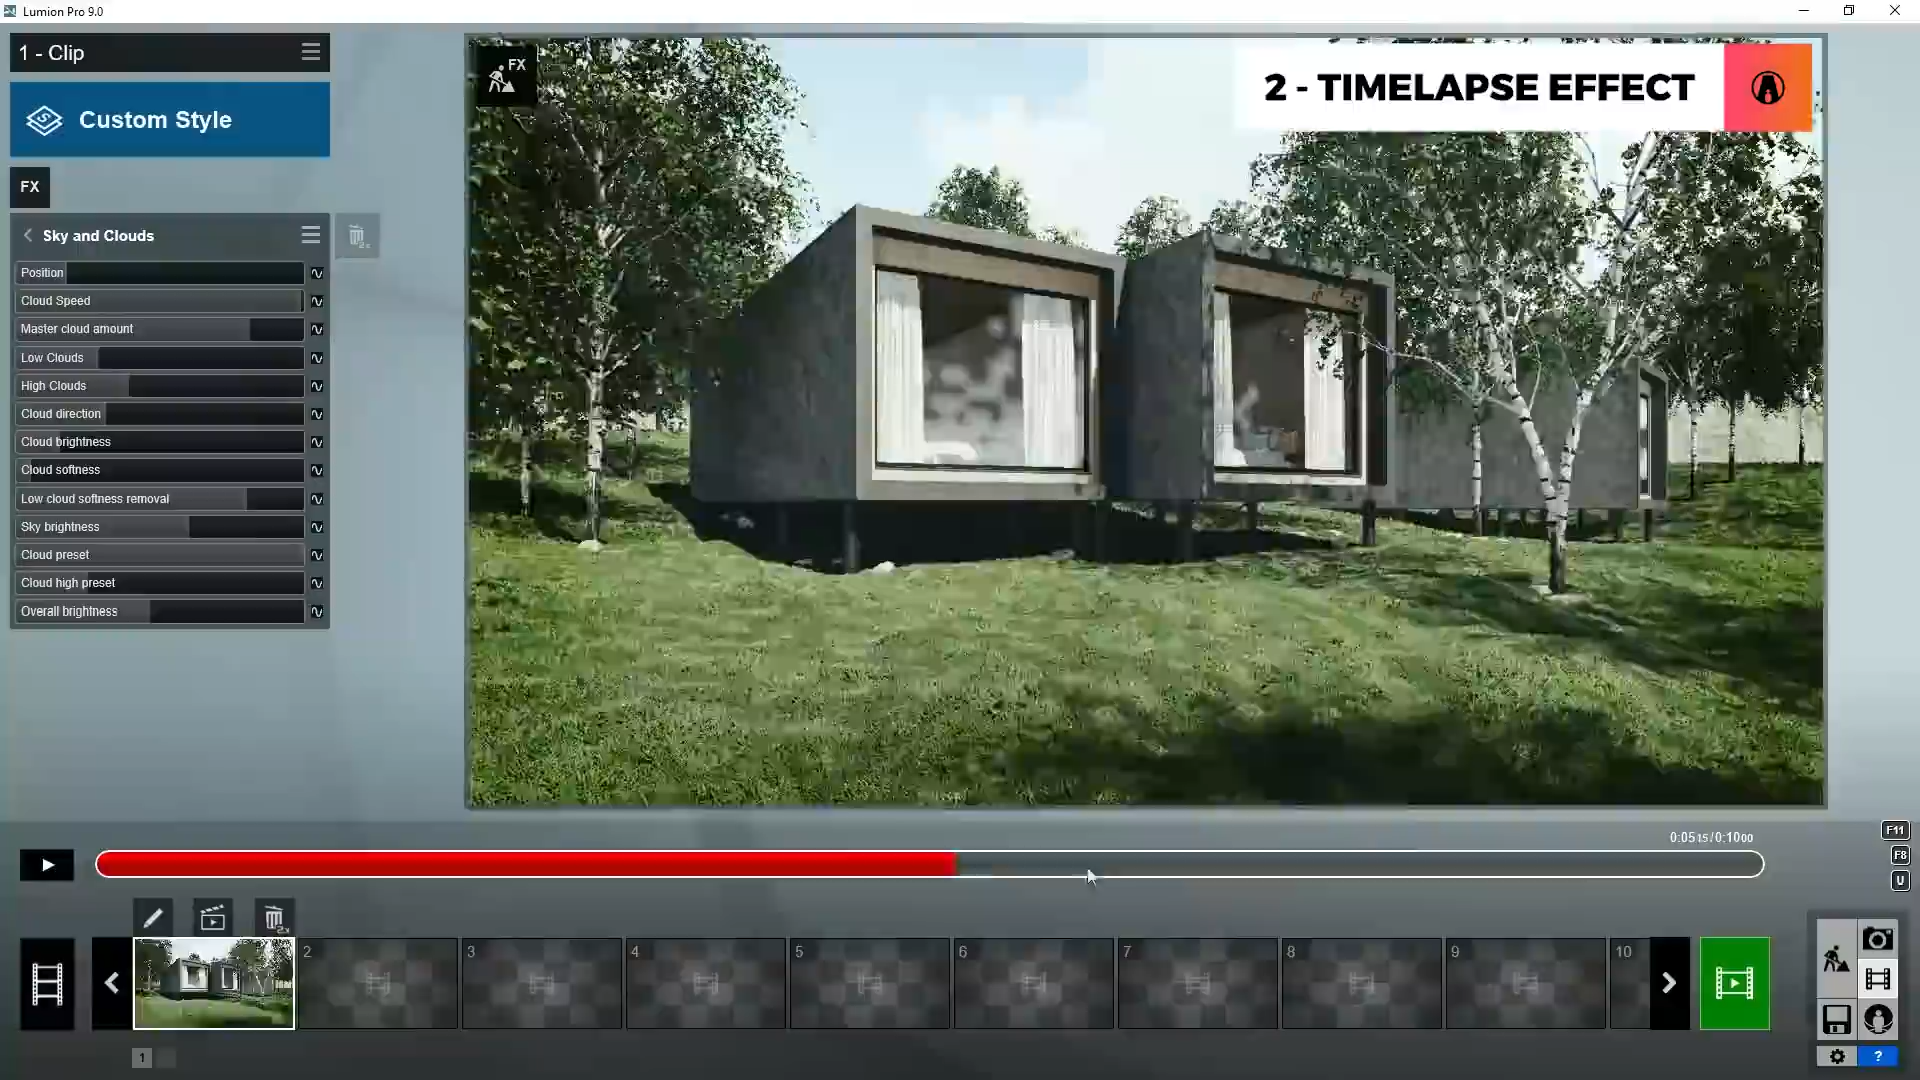 Lumion Pro 9.0
1 - Clip
FX
2 - TIMELAPSE EFFECT
Custom Style
FX
Sky and Clouds
Position
Cloud Speed
Master cloud amount
Low Clouds
High Clouds
Cloud direction
Cloud brightness
Cloud softness
Low cloud softness removal
Sky brightness
Cloud preset
Cloud high preset
Overall brightness
0:05 15/0:10 00
F11
F8
U
2
3
4
5
6
7
8
9
10
1
?